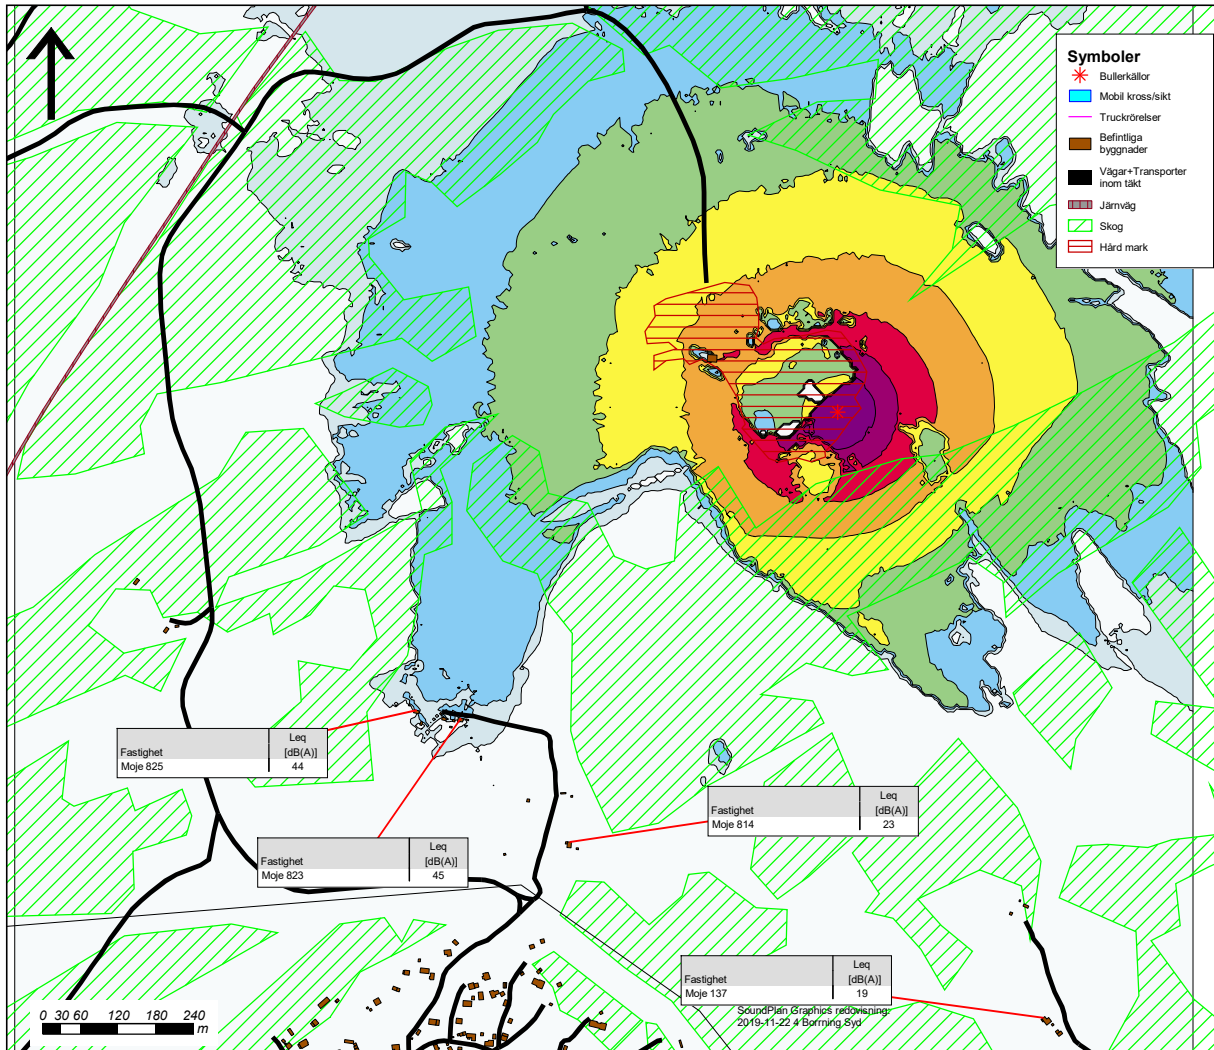 Symboler
Bullerkällor
Mobil kross/sikt
Truckrörelser
Befintliga
byggnader
Vägar+Transporter
inom täkt
Järnväg
Skog
Hård mark
Leq
Fastighet [dB(A)]
Moje 825 44
Leq
Fastighet [dB(A)]
Moje 814 23
Leq
Fastighet [dB(A)]
Moje 823 45
Leq
Fastighet [dB(A)]
Moje 137 19
SoundPlan Graphics redovisning:
2019-11-22 4 Borrning Syd
0 30 60 120 180 240
m